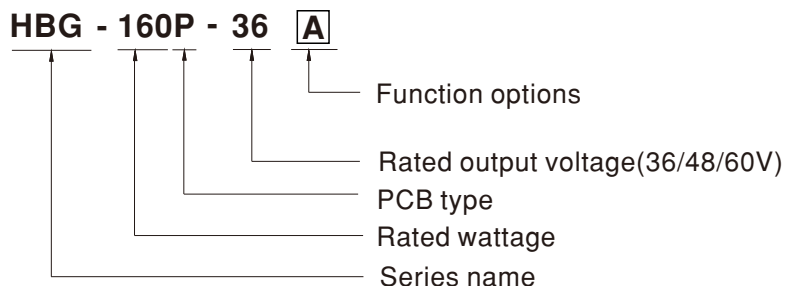 HBG - 160P - 36 A
Function options
Rated output voltage(36/48/60V)
PCB type
Rated wattage
Series name